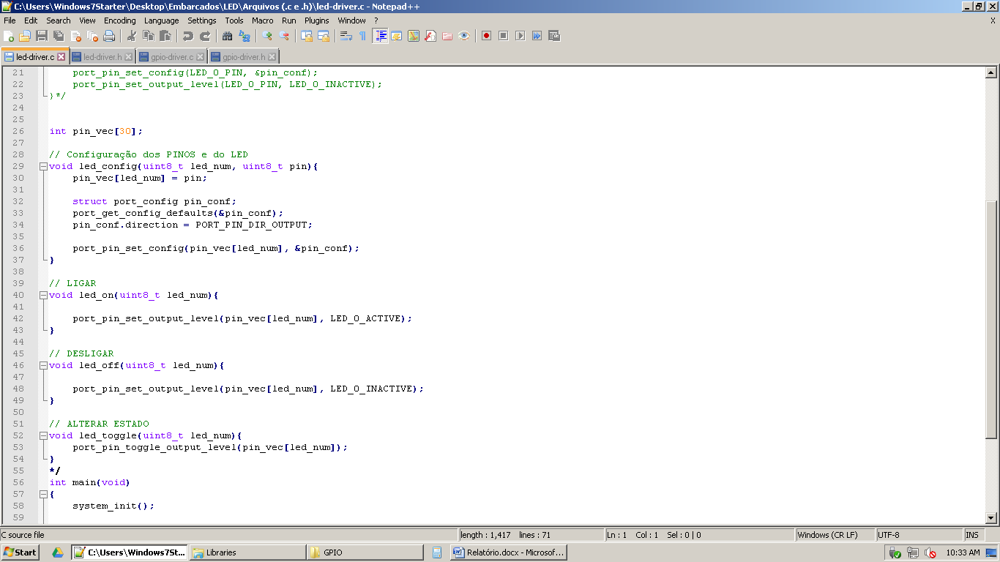 C:\Users\Windows7Starter\Desktop\Embarcados\LED\Arquivos (.c e .h)\led-driver.c - Notepad++
File Edit Search View Encoding Language Settings Tools Macro Run Plugins Window ? X
led-driver.c led-driver.h gpio-driver.c gpio-driver.h
21 port_pin_set_config(LED_0_PIN, &pin_conf);
22 port_pin_set_output_level(LED_0_PIN, LED_0_INACTIVE);
23 }*/
24
25
26 int pin_vec[30];
27
28 // Configuração dos PINOS e do LED
29 void led_config(uint8_t led_num, uint8_t pin){
30 pin_vec[led_num] = pin;
31
32 struct port_config pin_conf;
33 port_get_config_defaults(&pin_conf);
34 pin_conf.direction = PORT_PIN_DIR_OUTPUT;
35
36 port_pin_set_config(pin_vec[led_num], &pin_conf);
37 }
38
39 // LIGAR
40 void led_on(uint8_t led_num){
41
42 port_pin_set_output_level(pin_vec[led_num], LED_0_ACTIVE);
43 }
44
45 // DESLIGAR
46 void led_off(uint8_t led_num){
47
48 port_pin_set_output_level(pin_vec[led_num], LED_0_INACTIVE);
49 }
50
51 // ALTERAR ESTADO
52 void led_toggle(uint8_t led_num){
53 port_pin_toggle_output_level(pin_vec[led_num]);
54 }
55 */
56 int main(void)
57 {
58 system_init();
59
C source file length : 1,417 lines : 71 Ln : 1 Col : 1 Sel : 0 | 0 Windows (CR LF) UTF-8 INS
Start C:\Users\Windows7St... Libraries GPIO Relatório.docx - Microsof... 10:33 AM